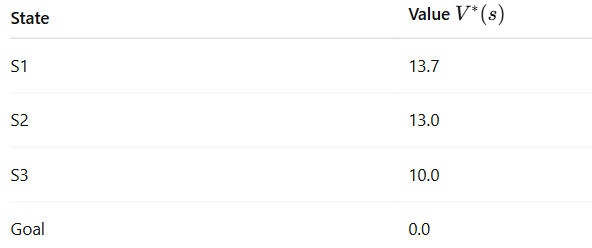 State Value V*(s)
S1 13.7
S2 13.0
S3 10.0
Goal 0.0